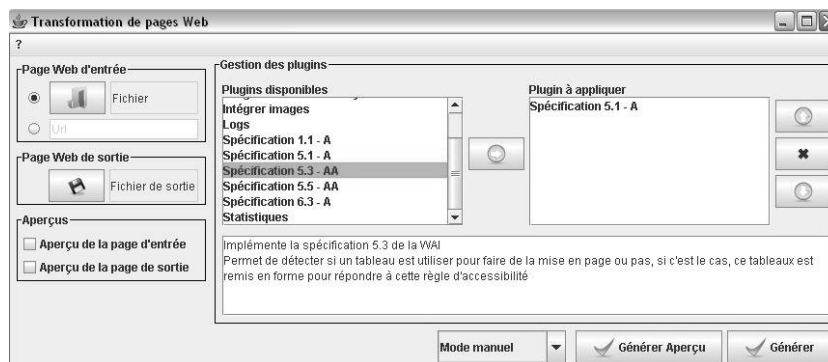 Transformation de pages Web
?
Page Web d'entrée
Fichier
Url
Page Web de sortie
Fichier de sortie
Aperçus
Aperçu de la page d'entrée
Aperçu de la page de sortie
Gestion des plugins
Plugins disponibles
Intégrer images
Logs
Spécification 1.1 - A
Spécification 5.1 - A
Spécification 5.3 - AA
Spécification 5.5 - AA
Spécification 6.3 - A
Statistiques
Plugin à appliquer
Spécification 5.1 - A
Implémente la spécification 5.3 de la WAI
Permet de détecter si un tableau est utiliser pour faire de la mise en page ou pas, si c'est le cas, ce tableaux est
remis en forme pour répondre à cette règle d'accessibilité
Mode manuel
Générer Aperçu
Générer